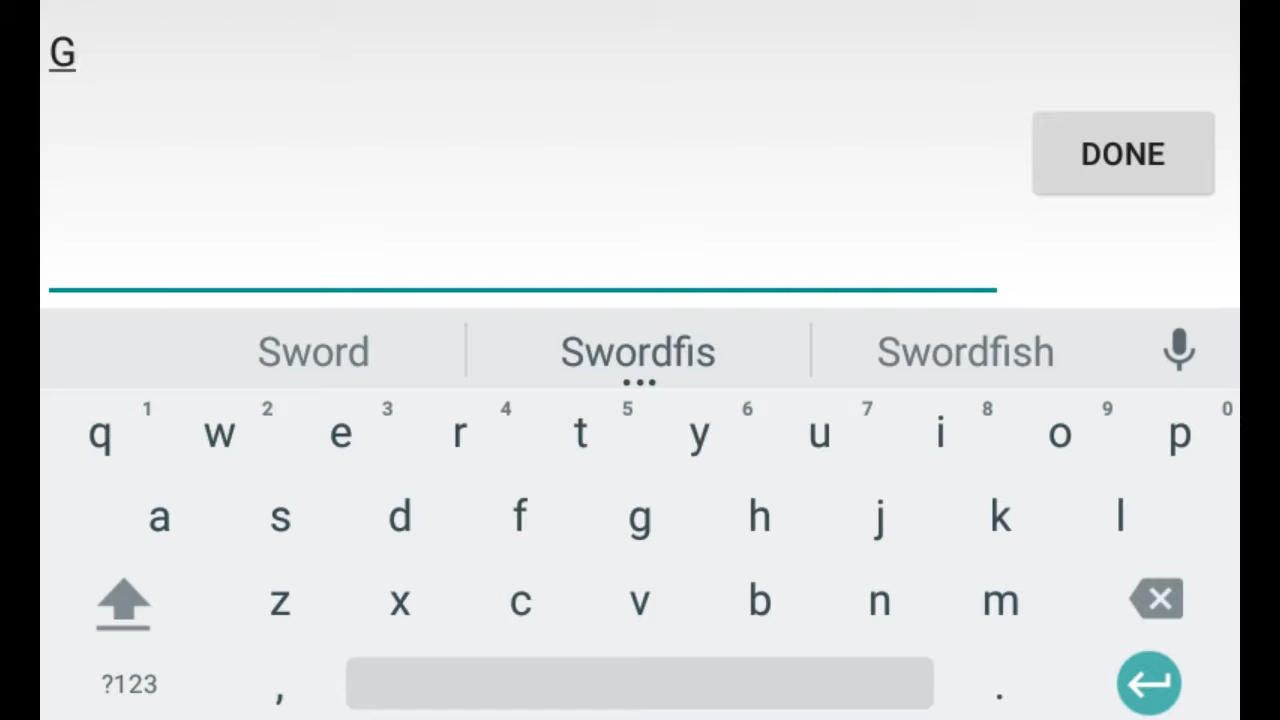 G
DONE
Sword Swordfis Swordfish
1 2 3 4 5 6 7 8 9 0
q w e r t y u i o p
a s d f g h j k l
z x c v b n m
?123 , .